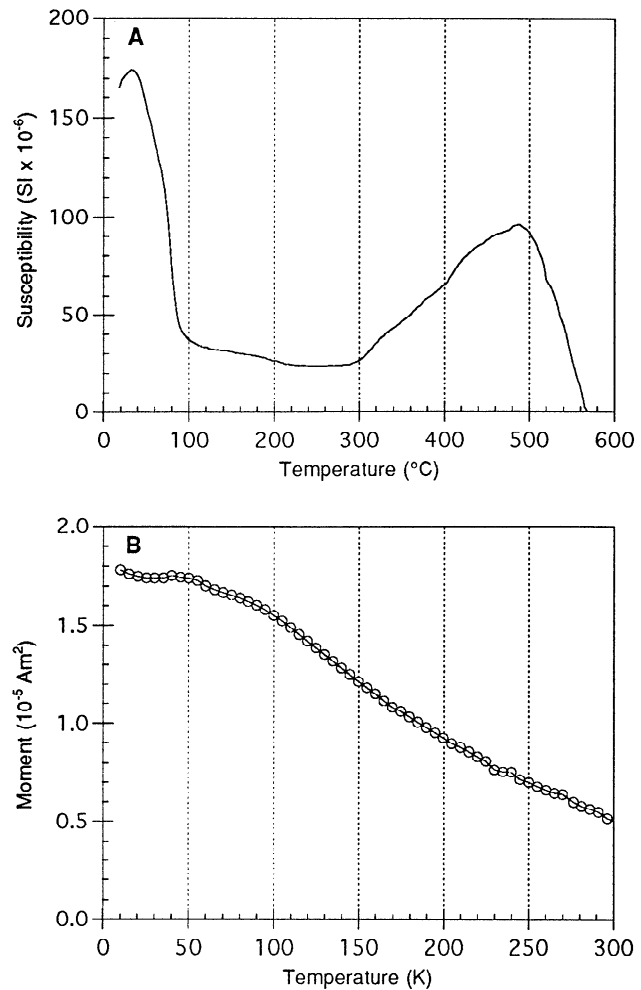 A
200
150
100
50
0
Susceptibility (SI x 10⁻⁶)
0 100 200 300 400 500 600
Temperature (°C)
B
2.0
1.5
1.0
0.5
0.0
Moment (10⁻⁵ Am²)
0 50 100 150 200 250 300
Temperature (K)